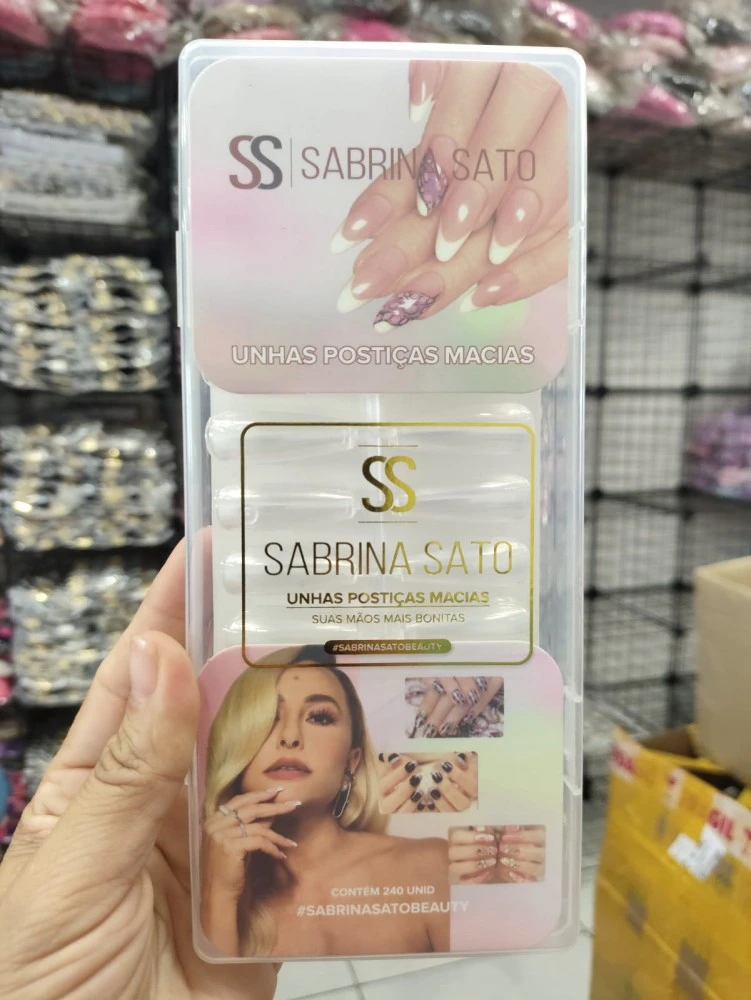 SS | SABRINA SATO
UNHAS POSTIÇAS MACIAS
SS
SABRINA SATO
UNHAS POSTIÇAS MACIAS
SUAS MÃOS MAIS BONITAS
#SABRINASATOBEAUTY
CONTÉM 240 UNID
#SABRINASATOBEAUTY